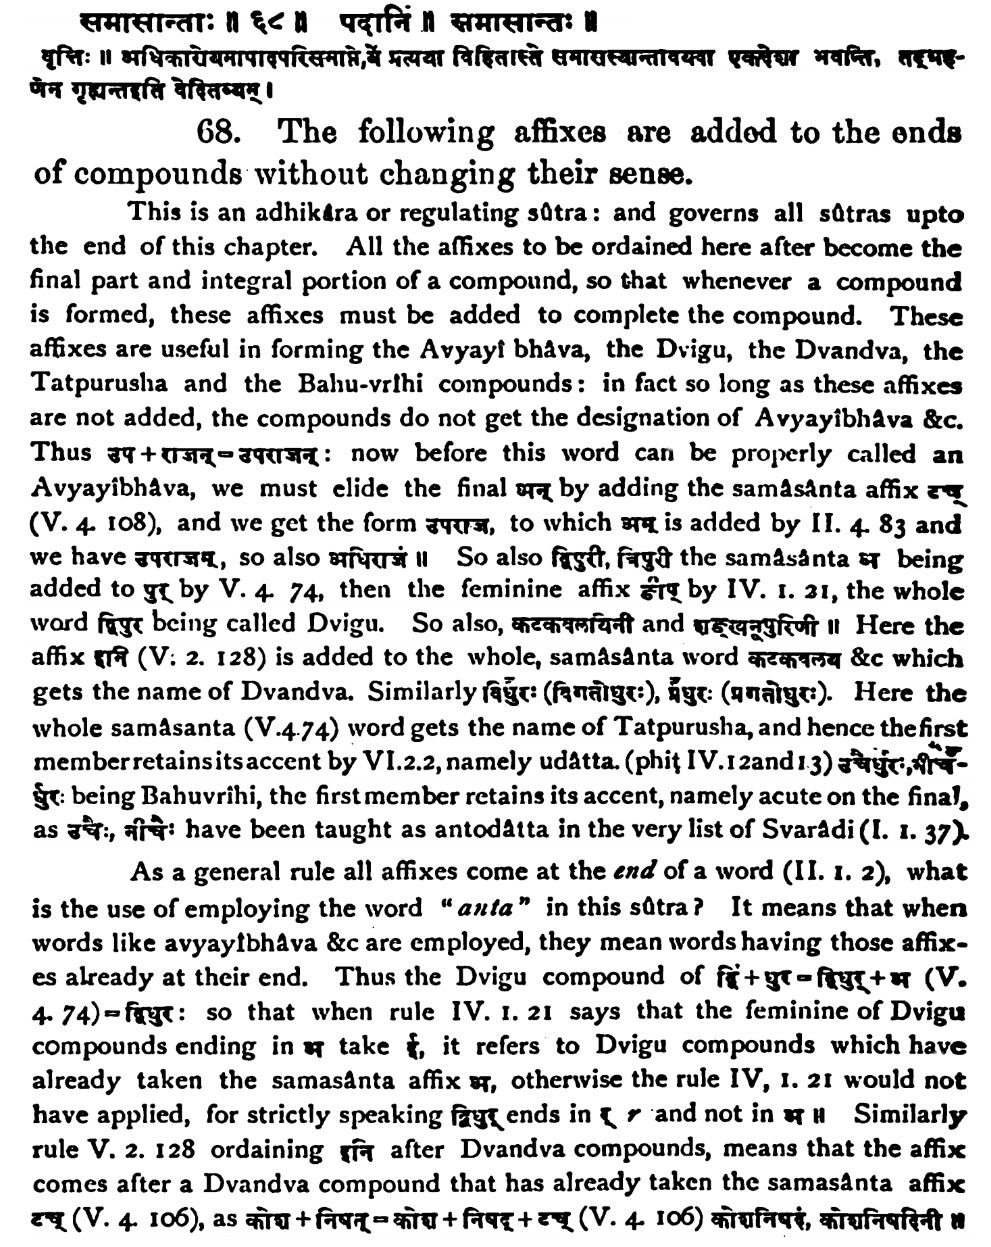 समासान्ताः ॥ ६८ ॥ पदानि ॥ समासान्तः ॥
वृत्तिः ॥ अधिकारोयमापादपरिसमाप्ते, र्ये प्रत्यया विहितास्ते समासस्यान्तावयवा एकदेशा भवन्ति, तद्ग्रह-
णेन गृह्यन्तइति वेदितव्यम् ।
68. The following affixes are added to the ends
of compounds without changing their sense.
This is an adhikâra or regulating sûtra : and governs all sûtras upto
the end of this chapter. All the affixes to be ordained here after become the
final part and integral portion of a compound, so that whenever a compound
is formed, these affixes must be added to complete the compound. These
affixes are useful in forming the Avyayî bhâva, the Dvigu, the Dvandva, the
Tatpurusha and the Bahu-vrîhi compounds : in fact so long as these affixes
are not added, the compounds do not get the designation of Avyayîbhâva &c.
Thus उप + राजन् = उपराजन् : now before this word can be properly called an
Avyayîbhâva, we must elide the final अन् by adding the samâsânta affix टच्
(V. 4. 108), and we get the form उपराज, to which अम् is added by II. 4. 83 and
we have उपराजम्, so also अधिराजं ॥ So also द्विपुरी, त्रिपुरी the samâsânta अ being
added to पुर् by V. 4. 74, then the feminine affix ङीप् by IV. 1. 21, the whole
word द्विपुर being called Dvigu. So also, कटकवलयिनी and शङ्खनूपुरिणी ॥ Here the
affix इनि (V. 2. 128) is added to the whole, samâsânta word कटकवलय &c which
gets the name of Dvandva. Similarly विधुरः (विगतोधुरः), प्रधुरः (प्रगतोधुरः). Here the
whole samâsanta (V.4.74) word gets the name of Tatpurusha, and hence the first
member retains its accent by VI.2.2, namely udâtta. (phiṭ IV.12 and 13) उच्चैर्धुरः, नीचै-
र्धुरः being Bahuvrîhi, the first member retains its accent, namely acute on the final,
as उच्चैः, नीचैः have been taught as antodâtta in the very list of Svarâdi (I. 1. 37).
As a general rule all affixes come at the end of a word (II. 1. 2), what
is the use of employing the word "anta" in this sûtra ? It means that when
words like avyayîbhâva &c are employed, they mean words having those affix-
es already at their end. Thus the Dvigu compound of द्वि + धुर = द्विधुर् + अ (V.
4. 74) = द्विधुर : so that when rule IV. 1. 21 says that the feminine of Dvigu
compounds ending in अ take ई, it refers to Dvigu compounds which have
already taken the samasânta affix अ, otherwise the rule IV, 1. 21 would not
have applied, for strictly speaking द्विधुर् ends in र् r and not in अ ॥ Similarly
rule V. 2. 128 ordaining इनि after Dvandva compounds, means that the affix
comes after a Dvandva compound that has already taken the samasânta affix
टच् (V. 4. 106), as कोश + निषत् = कोश + निषद् + टच् (V. 4. 106) कोशनिषदं, कोशनिषदिनी ॥